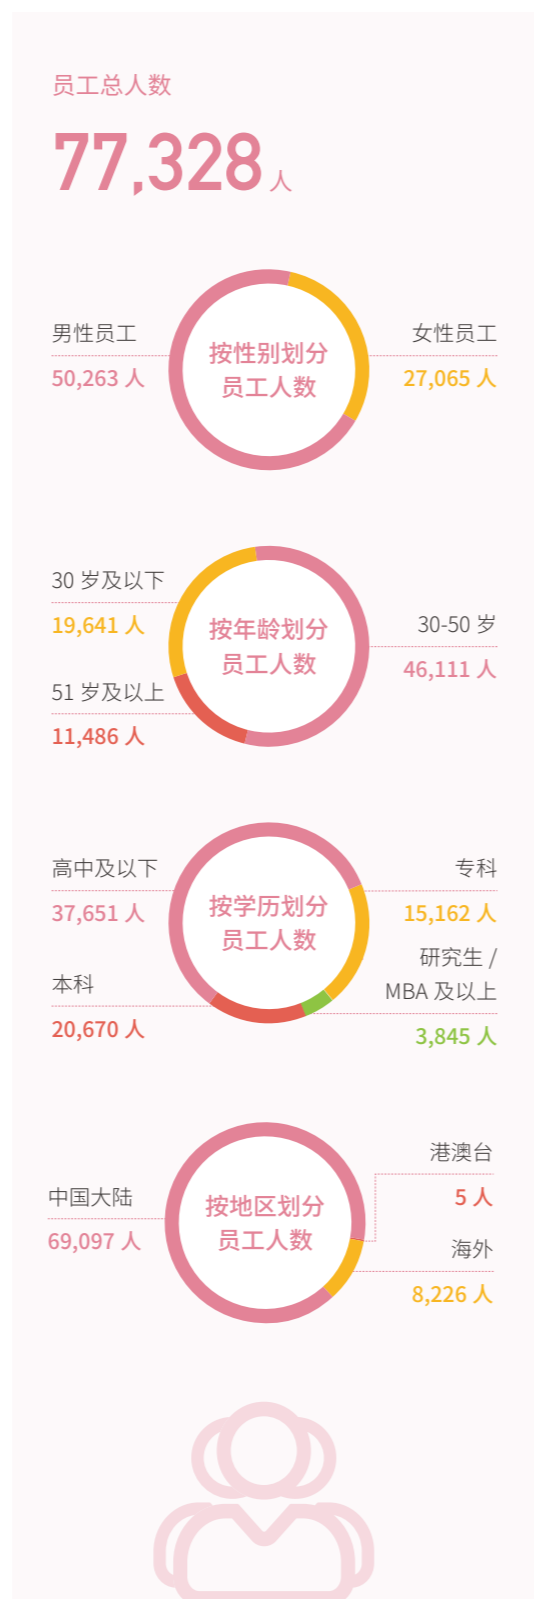 员工总人数
77,328 人
男性员工
50,263 人
按性别划分
员工人数
女性员工
27,065 人
30 岁及以下
19,641 人
51 岁及以上
11,486 人
按年龄划分
员工人数
30-50 岁
46,111 人
高中及以下
37,651 人
本科
20,670 人
按学历划分
员工人数
专科
15,162 人
研究生 /
MBA 及以上
3,845 人
中国大陆
69,097 人
按地区划分
员工人数
港澳台
5 人
海外
8,226 人